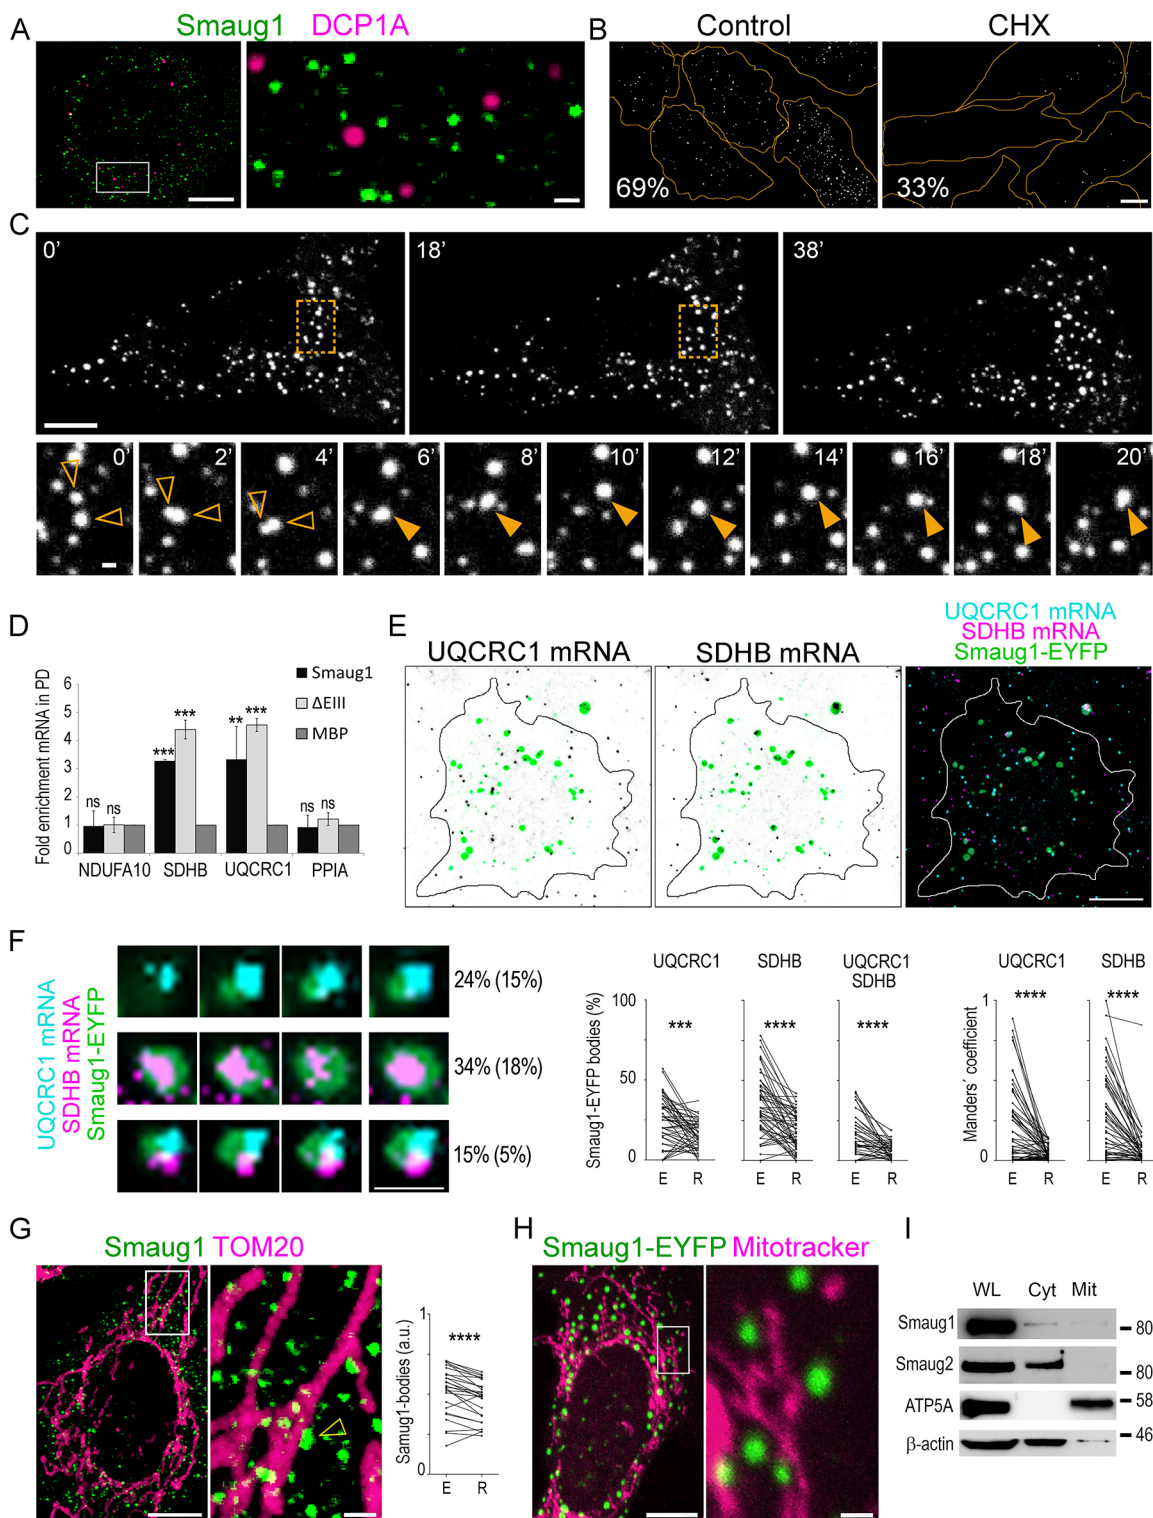 A
Smaug1 DCP1A
B
Control
CHX
69%
33%
C
0’
18’
38’
0’
2’
4’
6’
8’
10’
12’
14’
16’
18’
20’
D
Fold enrichment mRNA in PD
6
5
4
3
2
1
0
Smaug1
ΔEIII
MBP
ns
ns
***
***
**
***
ns
ns
NDUFA10
SDHB
UQCRC1
PPIA
E
UQCRC1 mRNA
SDHB mRNA
UQCRC1 mRNA
SDHB mRNA
Smaug1-EYFP
F
UQCRC1 mRNA
SDHB mRNA
Smaug1-EYFP
24% (15%)
34% (18%)
15% (5%)
Smaug1-EYFP bodies (%)
100
50
0
UQCRC1
***
E R
SDHB
****
E R
UQCRC1
SDHB
****
E R
Manders´ coefficient
1
0
UQCRC1
****
E R
SDHB
****
E R
G
Smaug1 TOM20
Samug1-bodies (a.u.)
1
0
****
E R
H
Smaug1-EYFP Mitotracker
I
WL Cyt Mit
Smaug1
80
Smaug2
80
ATP5A
58
β-actin
46